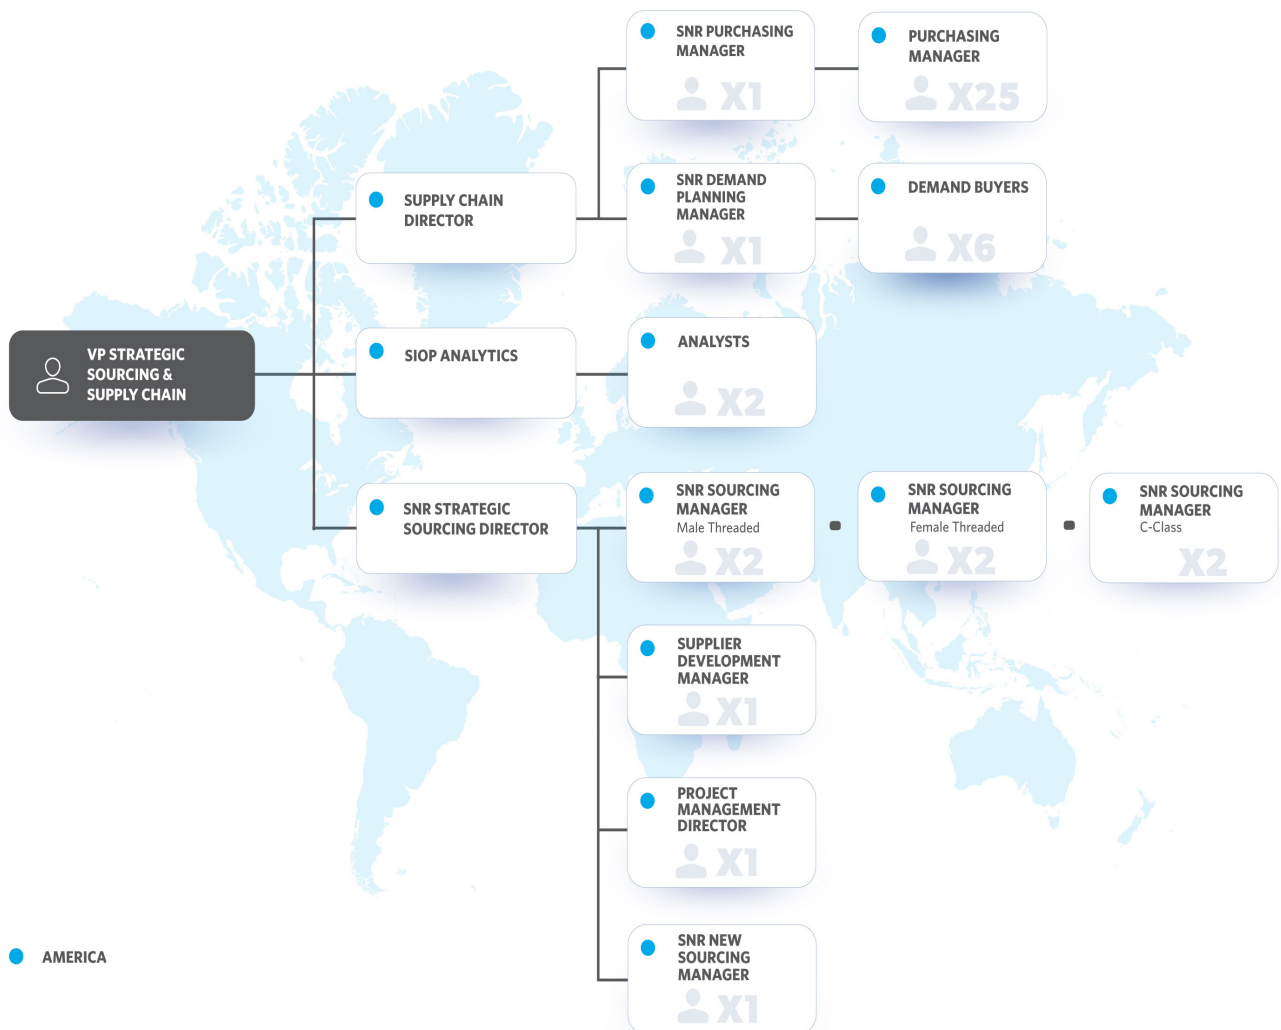 SNR PURCHASING
MANAGER
X1
PURCHASING
MANAGER
X25
SUPPLY CHAIN
DIRECTOR
SNR DEMAND
PLANNING
MANAGER
X1
DEMAND BUYERS
X6
VP STRATEGIC
SOURCING &
SUPPLY CHAIN
SIOP ANALYTICS
ANALYSTS
X2
SNR STRATEGIC
SOURCING DIRECTOR
SNR SOURCING
MANAGER
Male Threaded
X2
SNR SOURCING
MANAGER
Female Threaded
X2
SNR SOURCING
MANAGER
C-Class
X2
SUPPLIER
DEVELOPMENT
MANAGER
X1
PROJECT
MANAGEMENT
DIRECTOR
X1
SNR NEW
SOURCING
MANAGER
X1
AMERICA